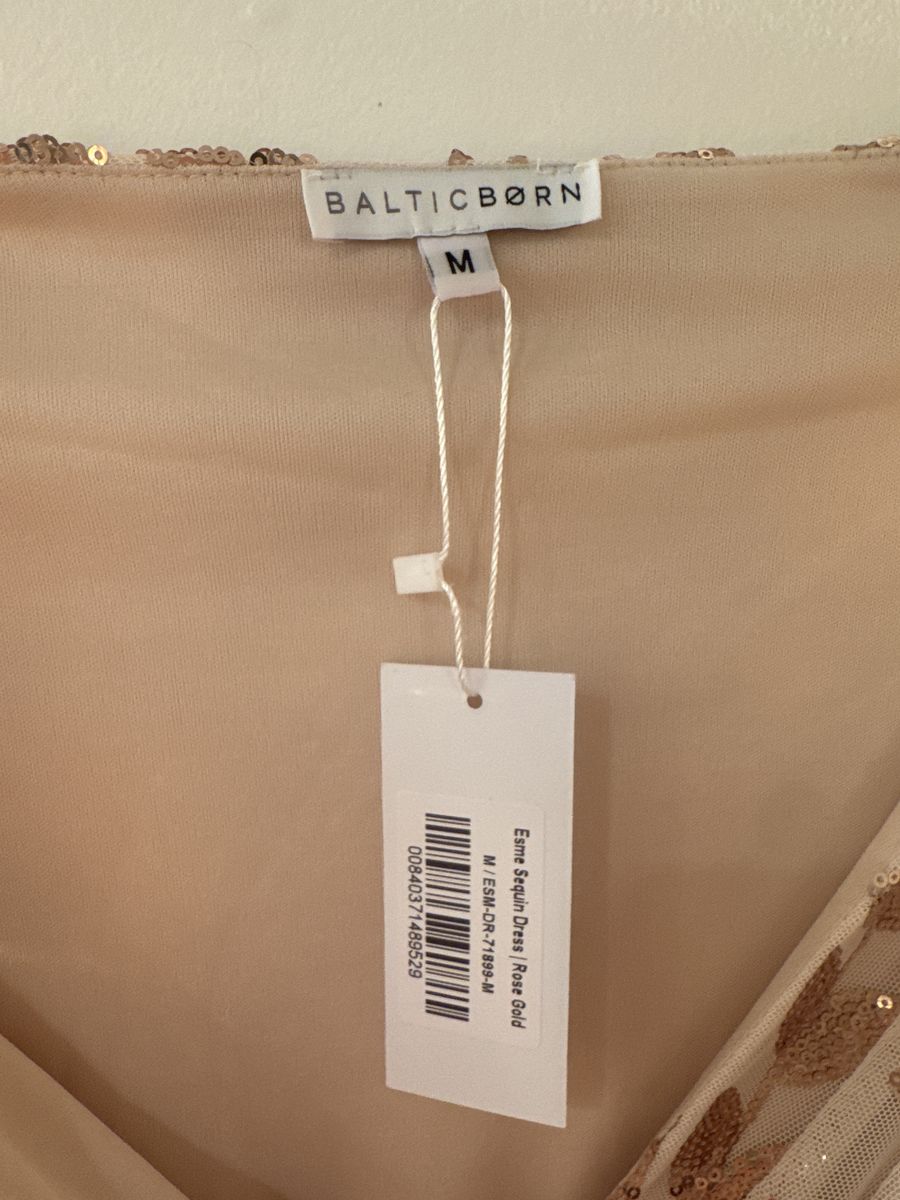 BALTICBØRN
M
Esme Sequin Dress | Rose Gold
M / ESM-DR-71899-M
00840371489529